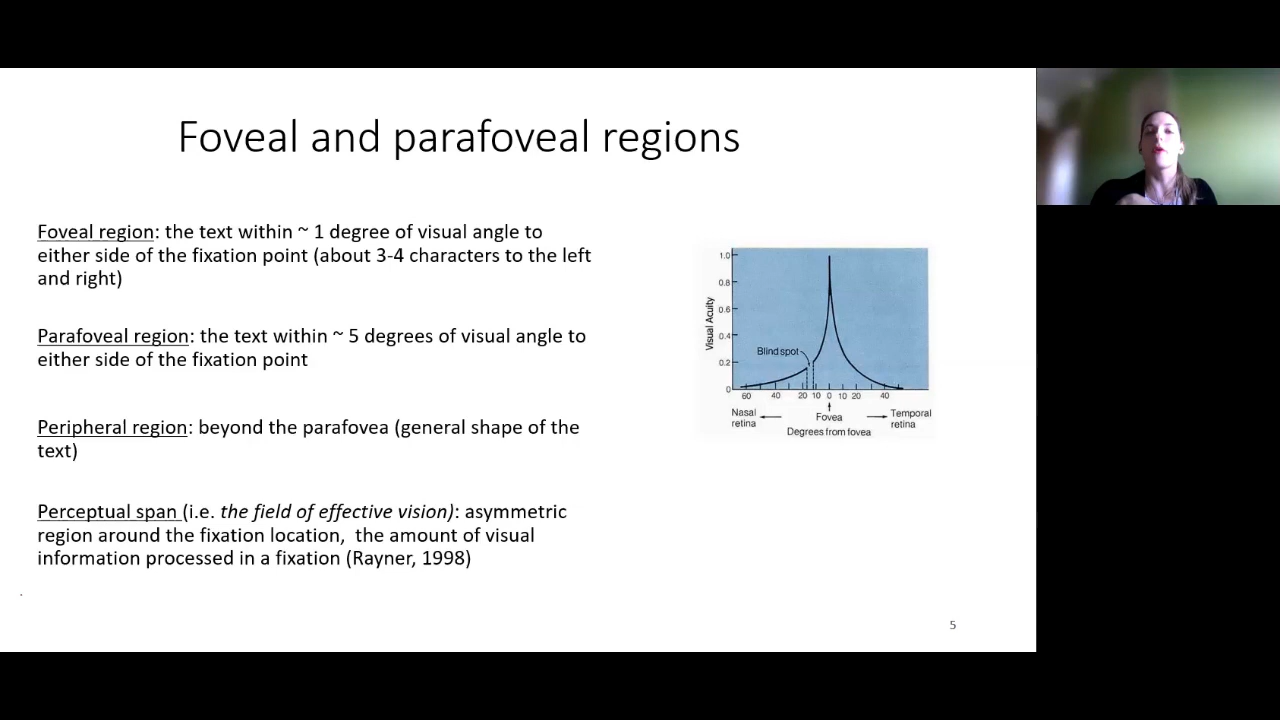 Foveal and parafoveal regions
Foveal region: the text within ~ 1 degree of visual angle to
either side of the fixation point (about 3-4 characters to the left
and right)
Parafoveal region: the text within ~ 5 degrees of visual angle to
either side of the fixation point
Peripheral region: beyond the parafovea (general shape of the
text)
Perceptual span (i.e. the field of effective vision): asymmetric
region around the fixation location,  the amount of visual
information processed in a fixation (Rayner, 1998)
.
Visual Acuity
1.0
0.8
0.6
0.4
0.2
0
Blind spot
60 40 20 10 0 10 20 40
Nasal
retina
Fovea
Temporal
retina
Degrees from fovea
5